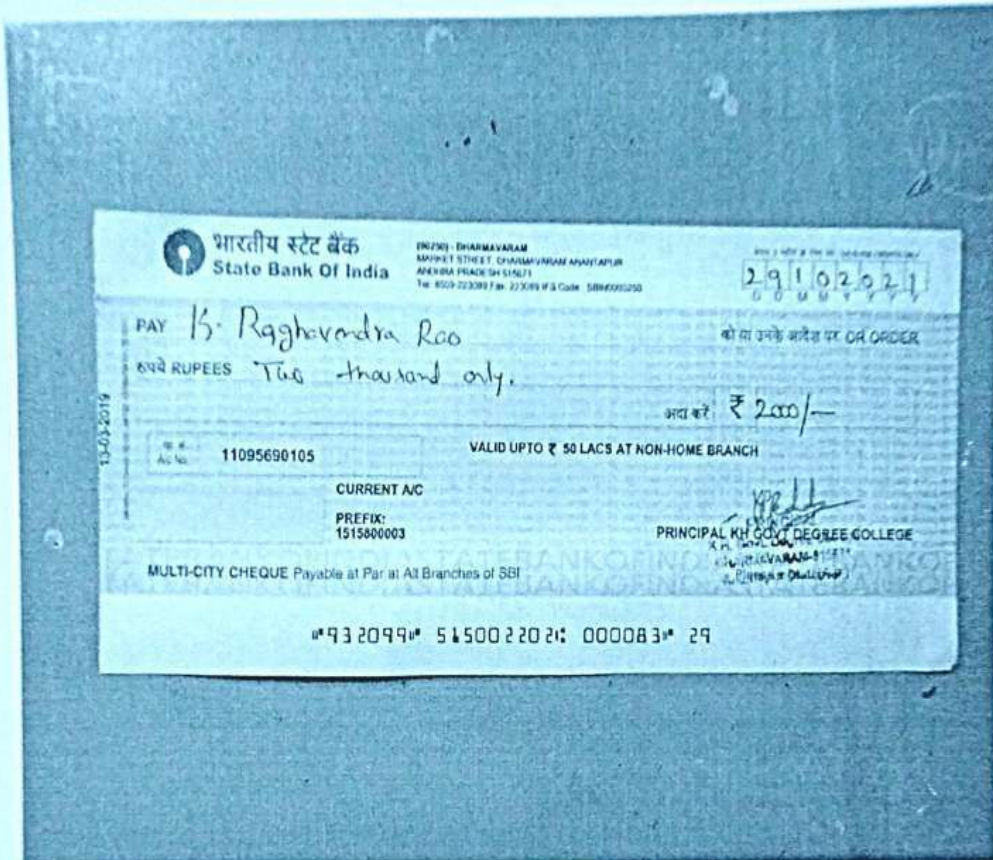 भारतीय स्टेट बैंक
State Bank Of India
DHARMAVARAM
MARKET STREET, DHARMAVARAM ANANTAPUR
ANDHRA PRADESH 515671
29102021
D D M M Y Y Y Y
PAY K. Raghavendra Rao को या उनके आदेश पर OR ORDER
रुपये RUPEES Two thousand only.
अदा करें ₹ 2000/-
13-03-2019
11095690105
VALID UPTO ₹ 50 LACS AT NON-HOME BRANCH
CURRENT A/C
PREFIX:
1515800003
PRINCIPAL KH GOVT DEGREE COLLEGE
MULTI-CITY CHEQUE Payable at Par at All Branches of SBI
⑈932099⑈ 515002202⑆ 000083⑈ 29